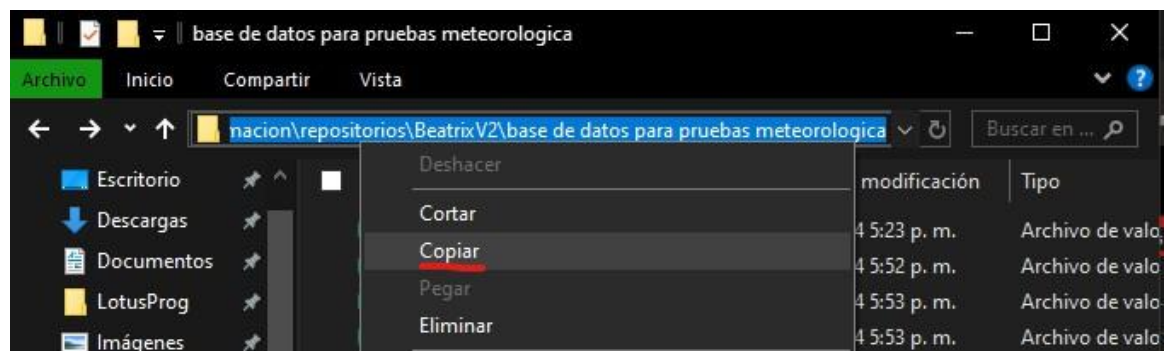 base de datos para pruebas meteorologica
Archivo Inicio Compartir Vista
nacion\repositorios\BeatrixV2\base de datos para pruebas meteorologica Buscar en ...
Deshacer
Escritorio modificación Tipo
Cortar
Descargas 4 5:23 p. m. Archivo de valo
Copiar
Documentos 4 5:52 p. m. Archivo de valo
Pegar
LotusProg 4 5:53 p. m. Archivo de valo
Eliminar
Imágenes 4 5:53 p. m. Archivo de valo